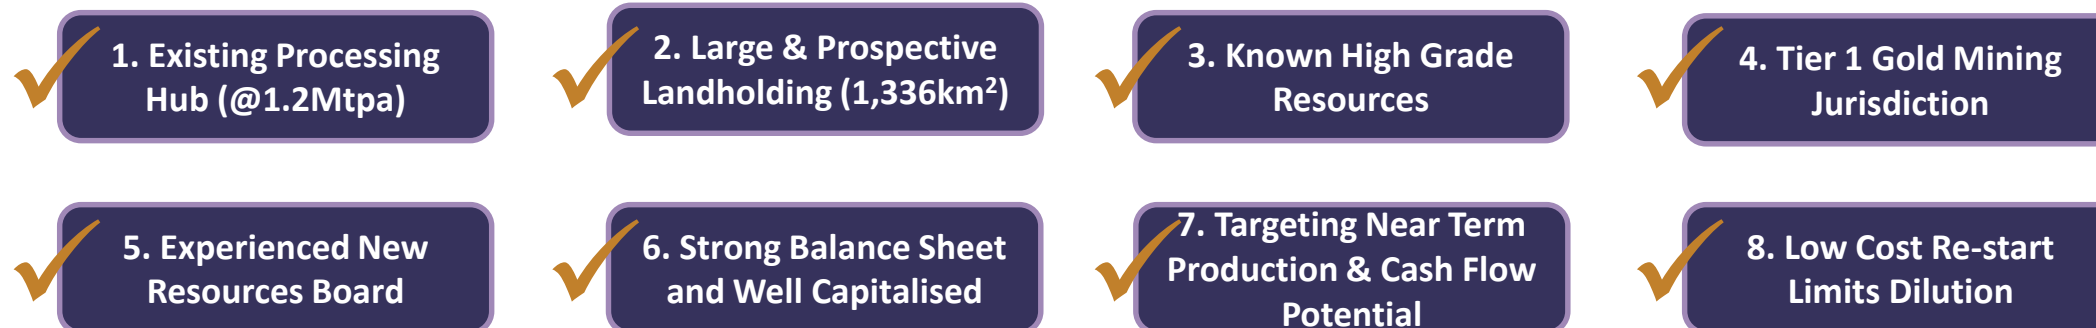 1. Existing Processing
Hub (@1.2Mtpa)
2. Large & Prospective
Landholding (1,336km²)
3. Known High Grade
Resources
4. Tier 1 Gold Mining
Jurisdiction
5. Experienced New
Resources Board
6. Strong Balance Sheet
and Well Capitalised
7. Targeting Near Term
Production & Cash Flow
Potential
8. Low Cost Re-start
Limits Dilution